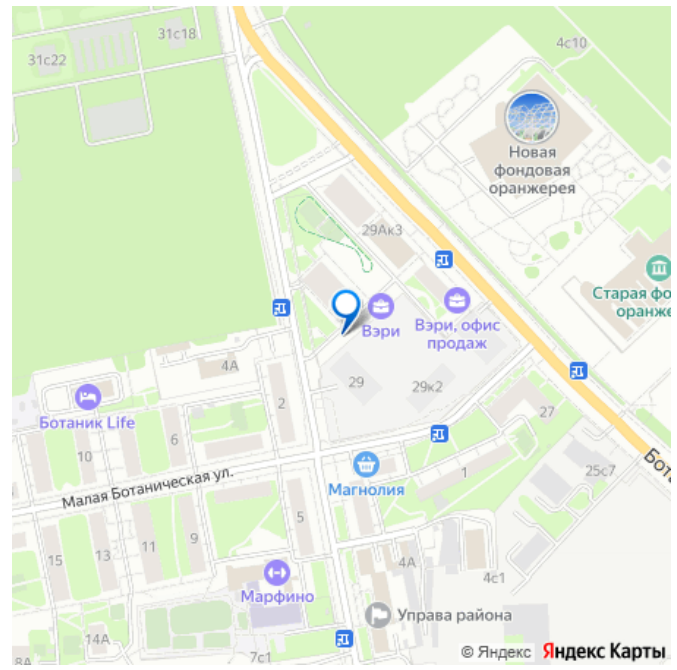 31с18
4с10
31с22
Новая
фондовая
оранжерея
29Ак3
Старая фо
оранже
Вэри
Вэри, офис
продаж
4А
29
29к2
2
Ботаник Life
27
6
10
Бота
25с7
Магнолия
1
Малая Ботаническая ул.
5
9
11
13
15
4А
4с1
Марфино
Управа района
14А
8А
7с1
© Яндекс Яндекс Карты